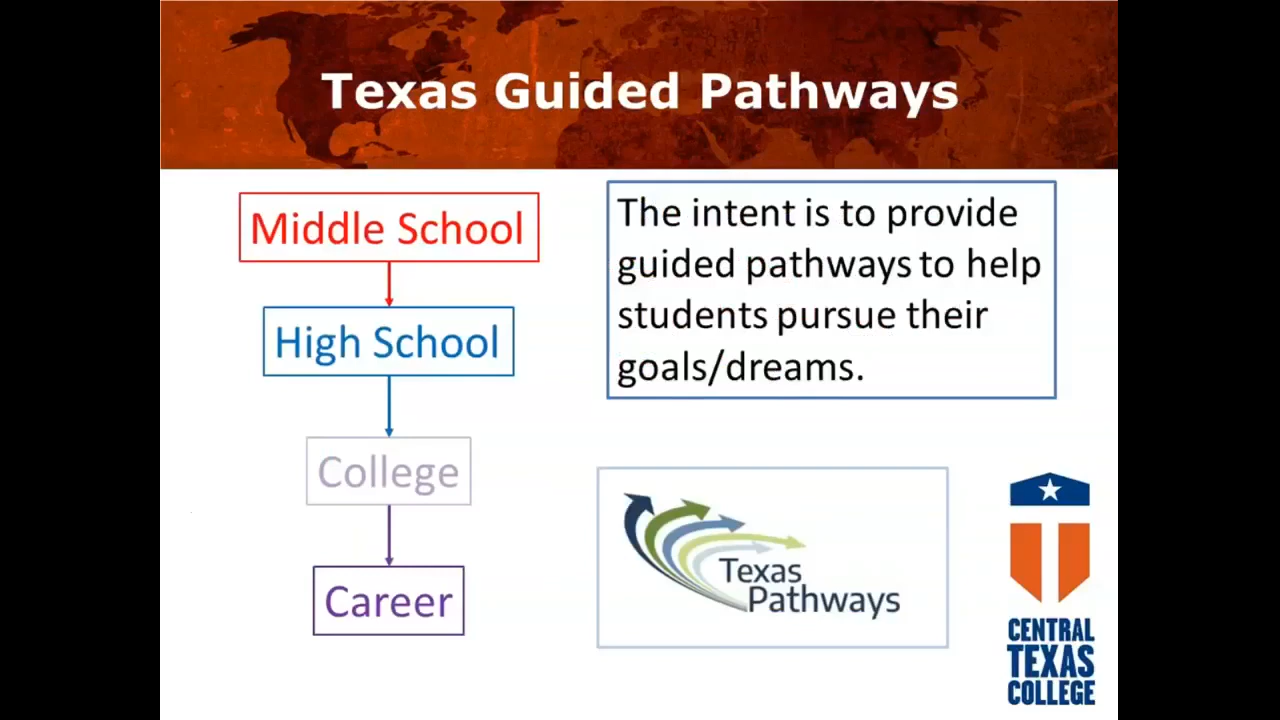 Texas Guided Pathways
Middle School
High School
College
Career
The intent is to provide
guided pathways to help
students pursue their
goals/dreams.
Texas
Pathways
CENTRAL
TEXAS
COLLEGE